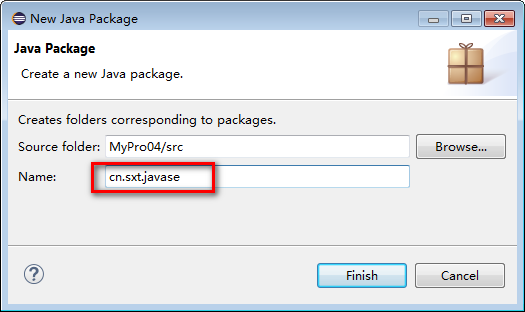 New Java Package
Java Package
Create a new Java package.
Creates folders corresponding to packages.
Source folder: MyPro04/src Browse...
Name: cn.sxt.javase
? Finish Cancel